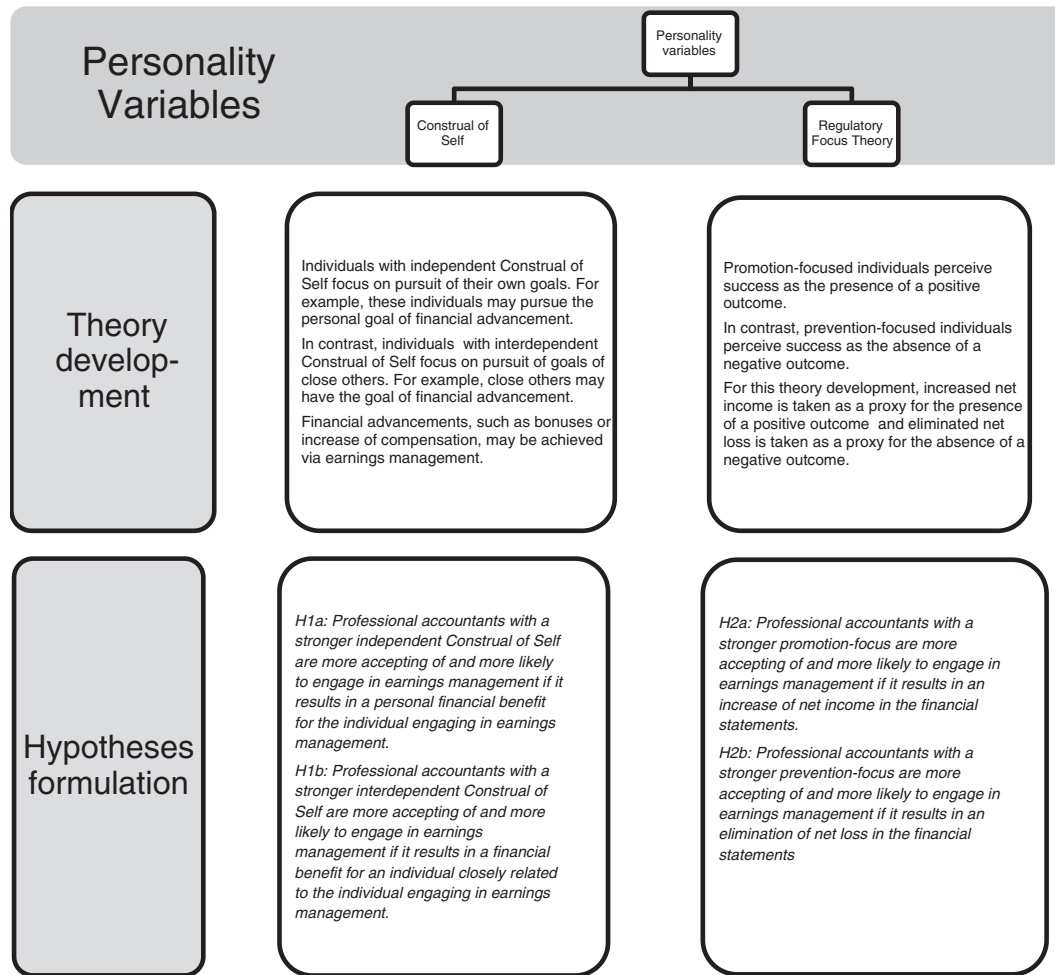 Personality
Variables
Personality
variables
Construal of
Self
Regulatory
Focus Theory
Theory
develop-
ment
Individuals with independent Construal of
Self focus on pursuit of their own goals. For
example, these individuals may pursue the
personal goal of financial advancement.
In contrast, individuals with interdependent
Construal of Self focus on pursuit of goals of
close others. For example, close others may
have the goal of financial advancement.
Financial advancements, such as bonuses or
increase of compensation, may be achieved
via earnings management.
Promotion-focused individuals perceive
success as the presence of a positive
outcome.
In contrast, prevention-focused individuals
perceive success as the absence of a
negative outcome.
For this theory development, increased net
income is taken as a proxy for the presence
of a positive outcome and eliminated net
loss is taken as a proxy for the absence of a
negative outcome.
Hypotheses
formulation
H1a: Professional accountants with a
stronger independent Construal of Self
are more accepting of and more likely
to engage in earnings management if it
results in a personal financial benefit
for the individual engaging in earnings
management.
H1b: Professional accountants with a
stronger interdependent Construal of
Self are more accepting of and more
likely to engage in earnings
management if it results in a financial
benefit for an individual closely related
to the individual engaging in earnings
management.
H2a: Professional accountants with a
stronger promotion-focus are more
accepting of and more likely to engage in
earnings management if it results in an
increase of net income in the financial
statements.
H2b: Professional accountants with a
stronger prevention-focus are more
accepting of and more likely to engage in
earnings management if it results in an
elimination of net loss in the financial
statements